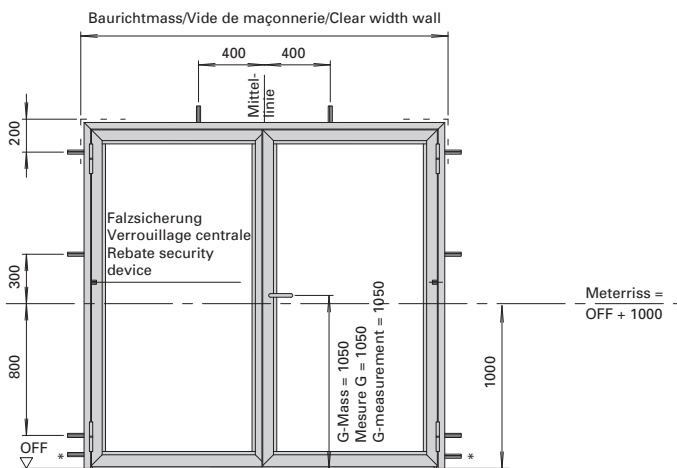 Baurichtmass/Vide de maçonnerie/Clear width wall
400
400
Mittel-
linie
200
Falzsicherung
Verrouillage centrale
Rebate security
device
300
Meterriss =
OFF + 1000
800
G-Mass = 1050
Mesure G = 1050
G-measurement = 1050
1000
OFF
*
*